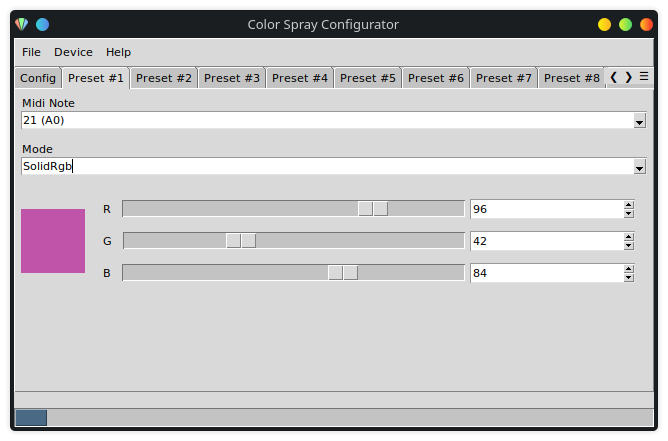 Color Spray Configurator
File Device Help
Config Preset #1 Preset #2 Preset #3 Preset #4 Preset #5 Preset #6 Preset #7 Preset #8
Midi Note
21 (A0)
Mode
SolidRgb
R 96
G 42
B 84